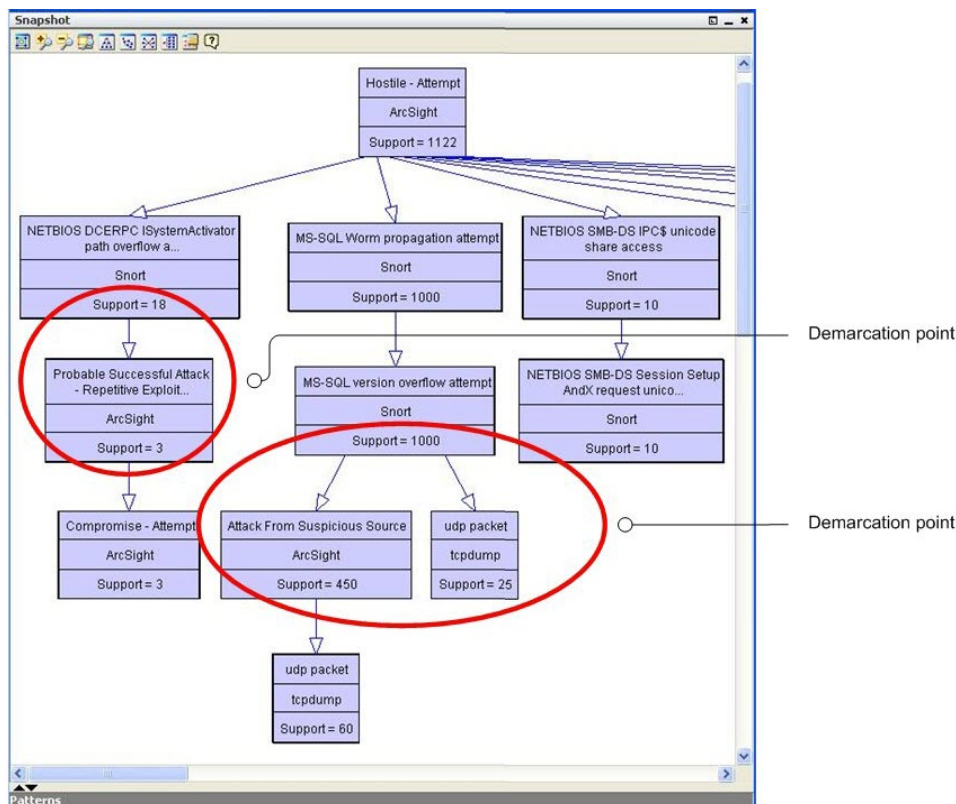 Snapshot
Hostile - Attempt
ArcSight
Support = 1122
NETBIOS DCERPC ISystemActivator
path overflow a...
Snort
Support = 18
MS-SQL Worm propagation attempt
Snort
Support = 1000
NETBIOS SMB-DS IPC$ unicode
share access
Snort
Support = 10
Demarcation point
Probable Successful Attack
- Repetitive Exploit...
ArcSight
Support = 3
MS-SQL version overflow attempt
Snort
Support = 1000
NETBIOS SMB-DS Session Setup
AndX request unico...
Snort
Support = 10
Compromise - Attempt
ArcSight
Support = 3
Attack From Suspicious Source
ArcSight
Support = 450
udp packet
tcpdump
Support = 25
Demarcation point
udp packet
tcpdump
Support = 60
Patterns